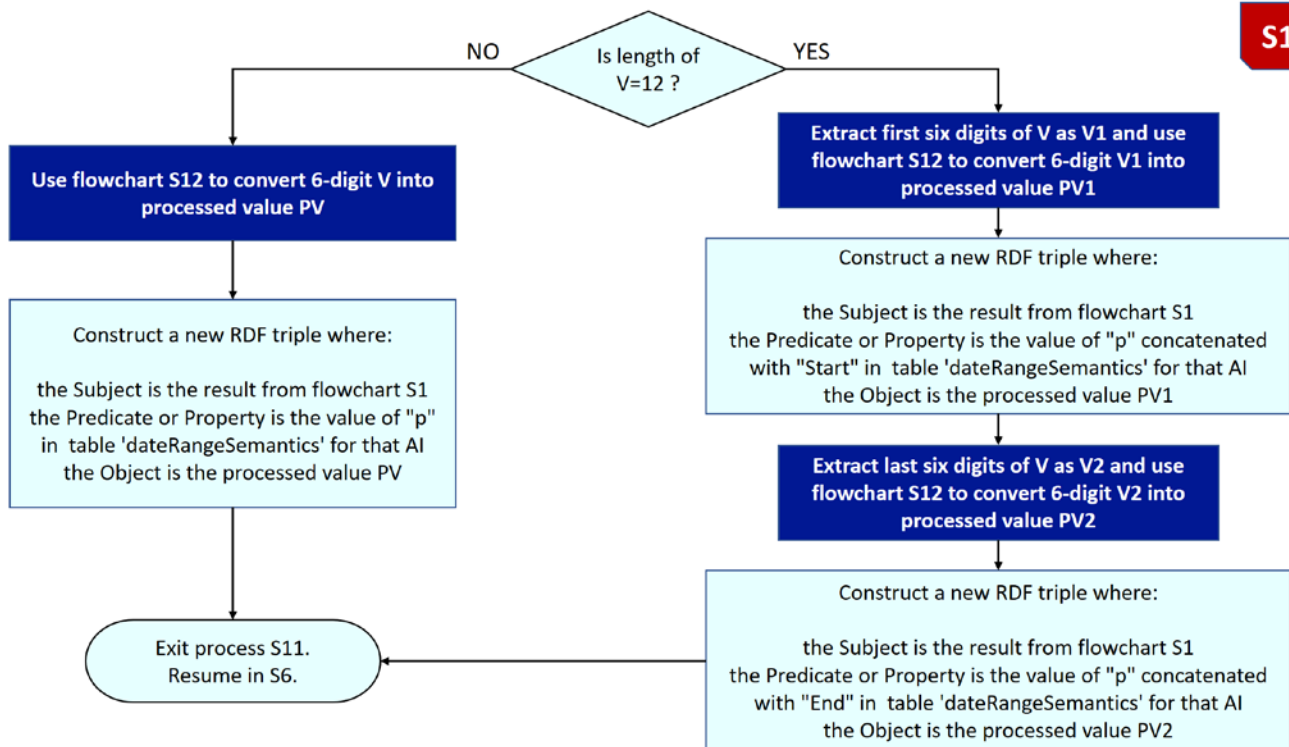 S1
Is length of
V=12 ?
NO
YES
Use flowchart S12 to convert 6-digit V into
processed value PV
Construct a new RDF triple where:
the Subject is the result from flowchart S1
the Predicate or Property is the value of "p"
in table 'dateRangeSemantics' for that AI
the Object is the processed value PV
Extract first six digits of V as V1 and use
flowchart S12 to convert 6-digit V1 into
processed value PV1
Construct a new RDF triple where:
the Subject is the result from flowchart S1
the Predicate or Property is the value of "p" concatenated
with "Start" in table 'dateRangeSemantics' for that AI
the Object is the processed value PV1
Extract last six digits of V as V2 and use
flowchart S12 to convert 6-digit V2 into
processed value PV2
Construct a new RDF triple where:
the Subject is the result from flowchart S1
the Predicate or Property is the value of "p" concatenated
with "End" in table 'dateRangeSemantics' for that AI
the Object is the processed value PV2
Exit process S11.
Resume in S6.